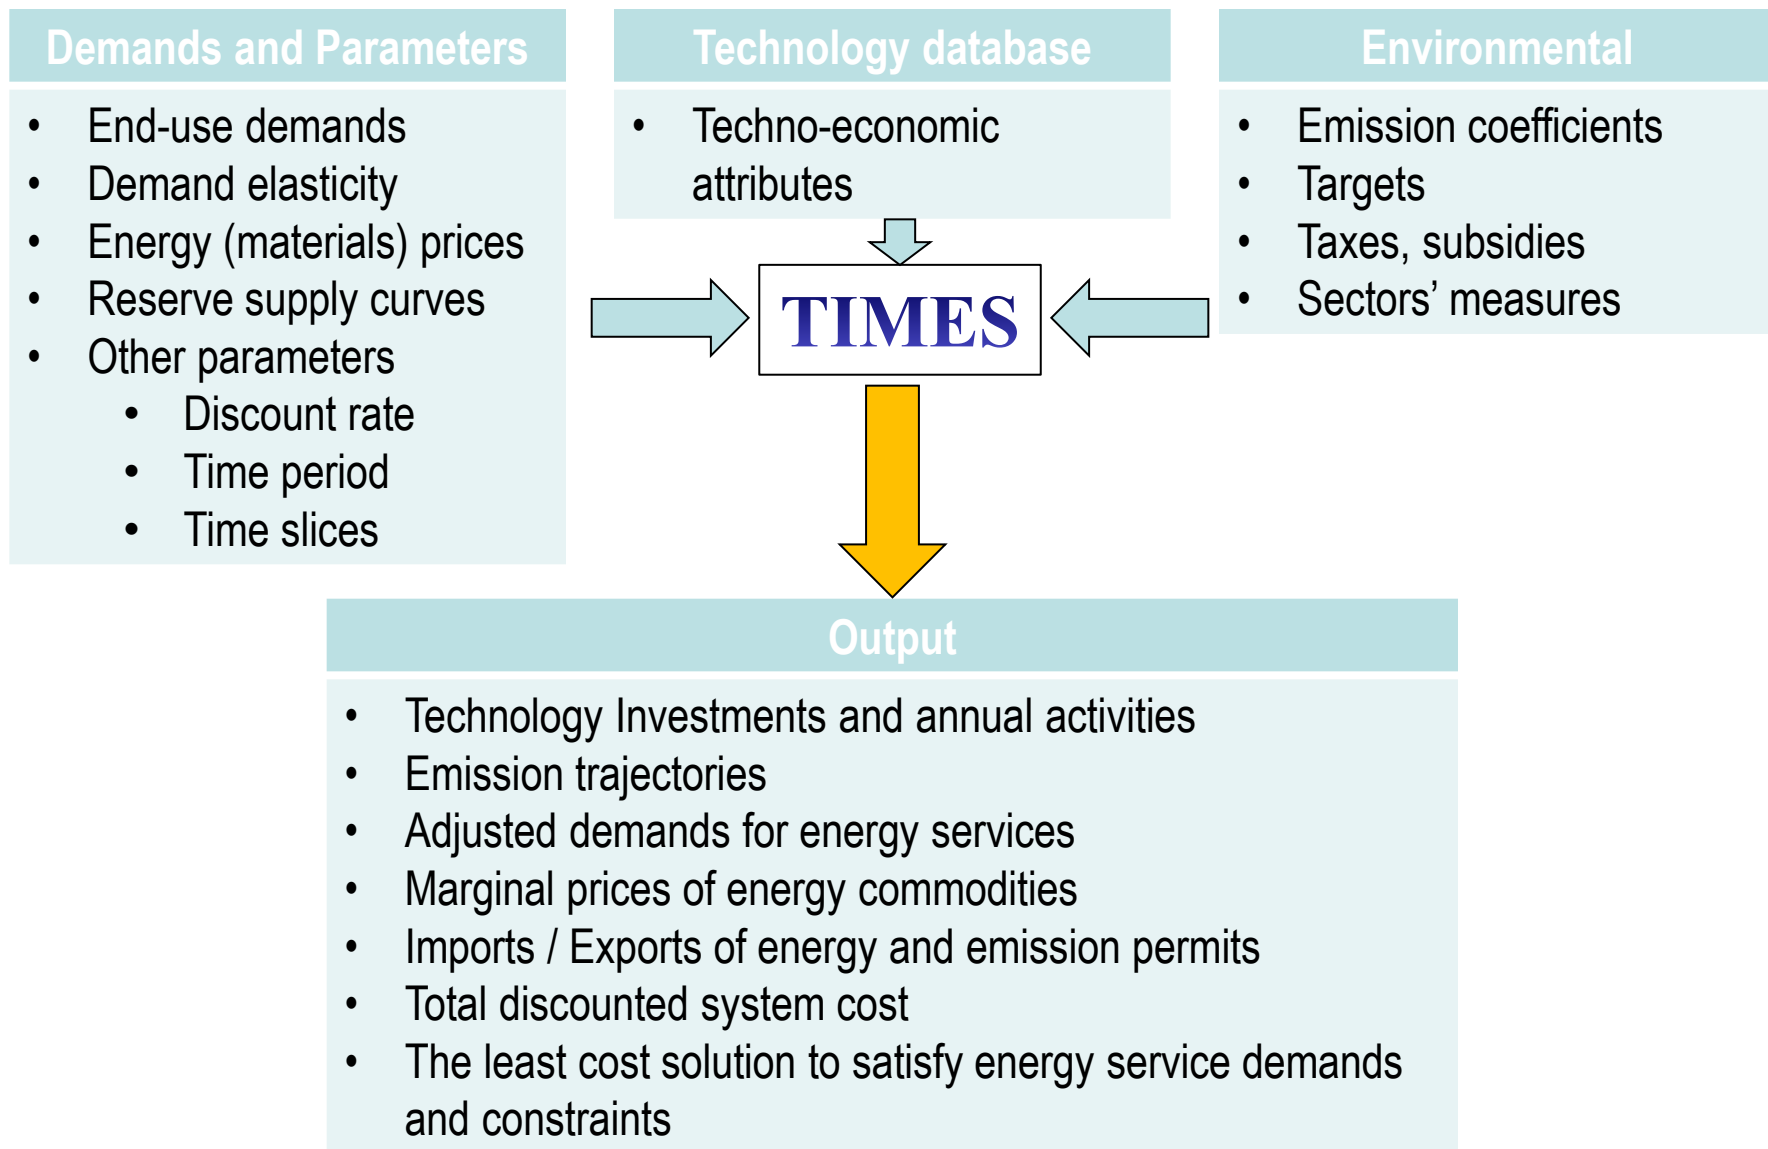 Demands and Parameters
• End-use demands
• Demand elasticity
• Energy (materials) prices
• Reserve supply curves
• Other parameters
• Discount rate
• Time period
• Time slices
Technology database
• Techno-economic
attributes
Environmental
• Emission coefficients
• Targets
• Taxes, subsidies
• Sectors’ measures
TIMES
Output
• Technology Investments and annual activities
• Emission trajectories
• Adjusted demands for energy services
• Marginal prices of energy commodities
• Imports / Exports of energy and emission permits
• Total discounted system cost
• The least cost solution to satisfy energy service demands
and constraints